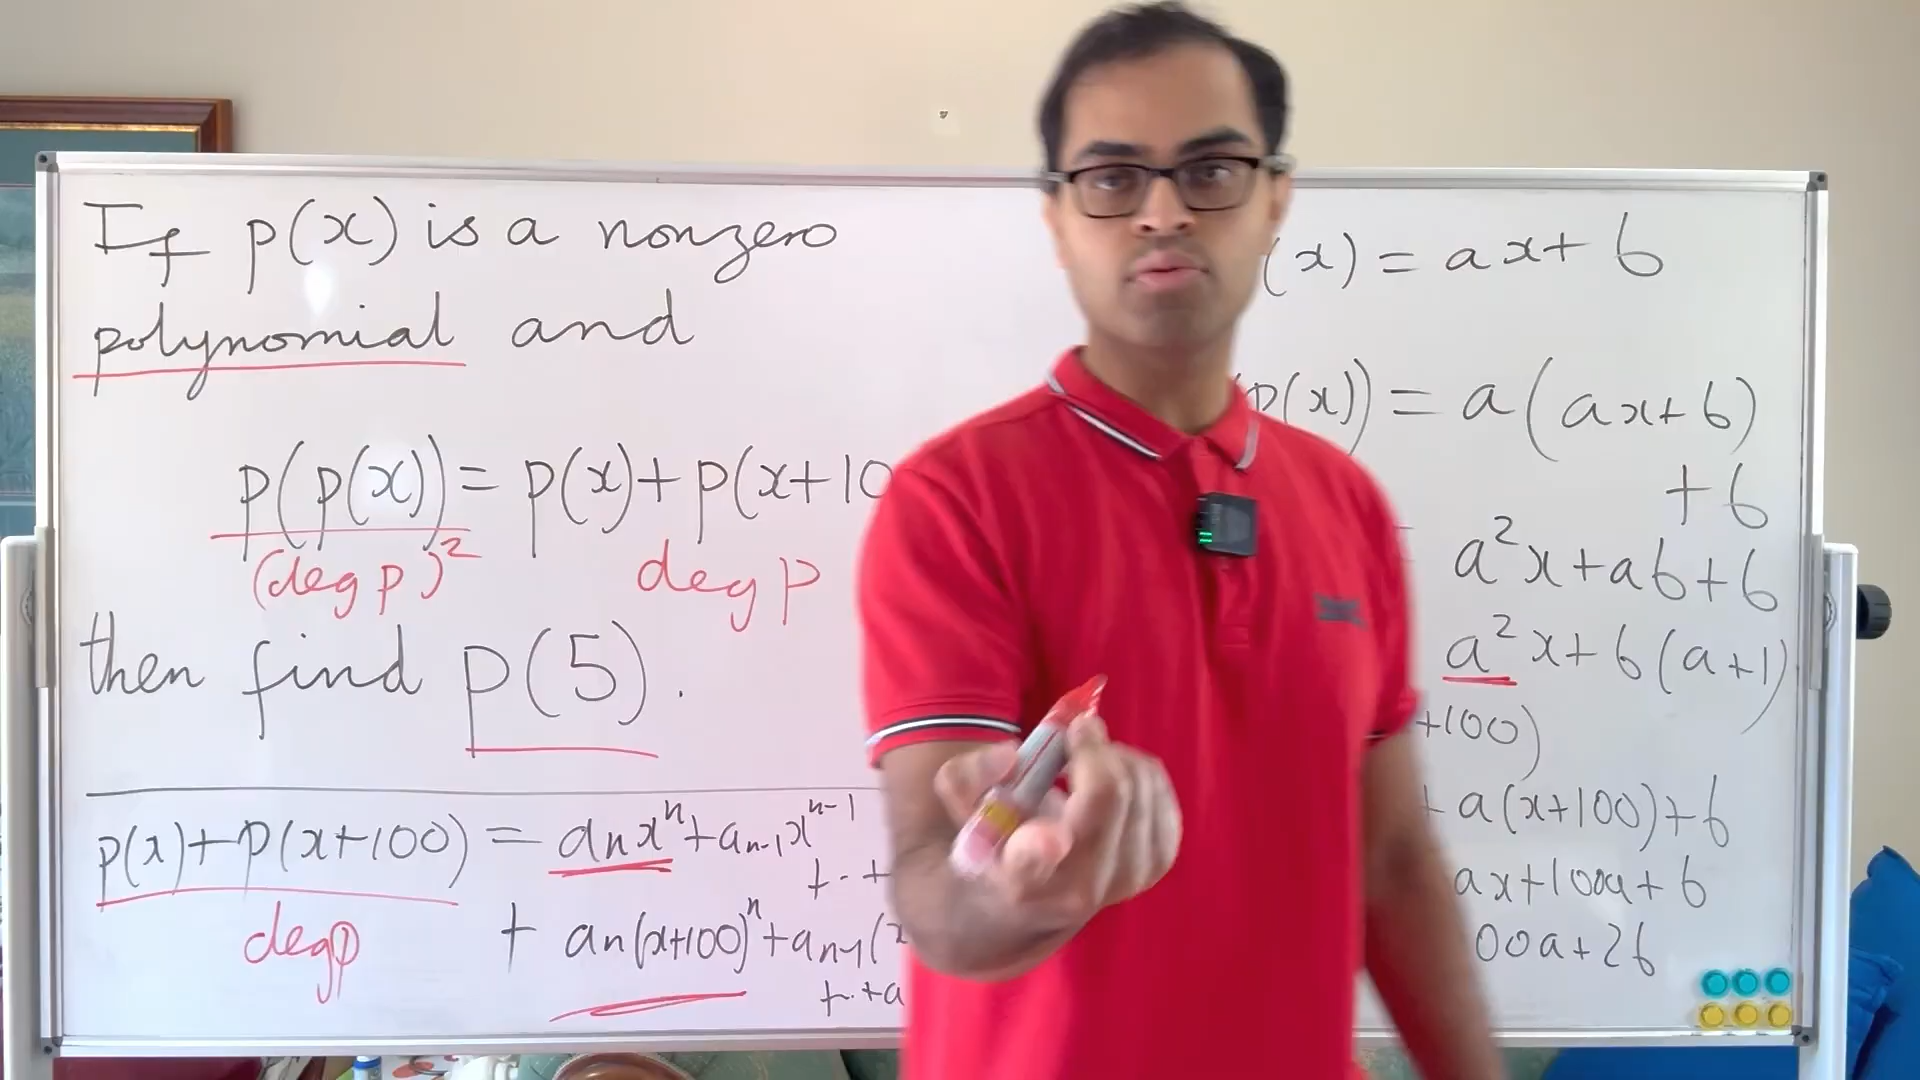 If p(x) is a nonzero
polynomial and
p(p(x)) = p(x) + p(x+10
(deg p)² deg p
then find p(5).
p(x)+p(x+100) = aₙxⁿ+aₙ₋₁xⁿ⁻¹
+··+
deg p
+ aₙ(x+100)ⁿ+aₙ₋₁(x
+··+a
(x) = ax+b
p(x)) = a(ax+b)
+b
= a²x+ab+b
a²x+b(a+1)
+100)
+a(x+100)+b
ax+100a+b
00a+2b